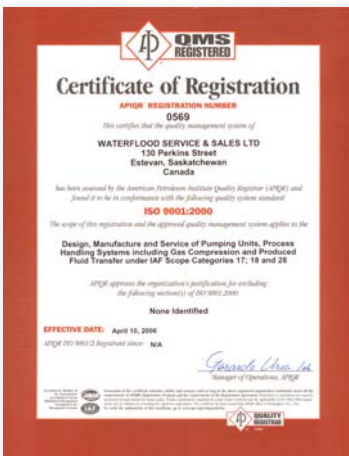 QMS
REGISTERED
Certificate of Registration
APIQR® REGISTRATION NUMBER
0569
This certifies that the quality management system of
WATERFLOOD SERVICE & SALES LTD
130 Perkins Street
Estevan, Saskatchewan
Canada
has been assessed by the American Petroleum Institute Quality Registrar (APIQR) and
found it to be in conformance with the following quality system standard:
ISO 9001:2000
The scope of this registration and the approved quality management system applies to the
Design, Manufacture and Service of Pumping Units, Process
Handling Systems including Gas Compression and Produced
Fluid Transfer under IAF Scope Categories 17; 18 and 28
APIQR approves the organization's justification for excluding
the following section(s) of ISO 9001:2000:
None Identified
EFFECTIVE DATE: April 10, 2006
APIQR ISO 9001/2 Registrant since: N/A
Manager of Operations, APIQR
IAF
QUALITY
REGISTRAR